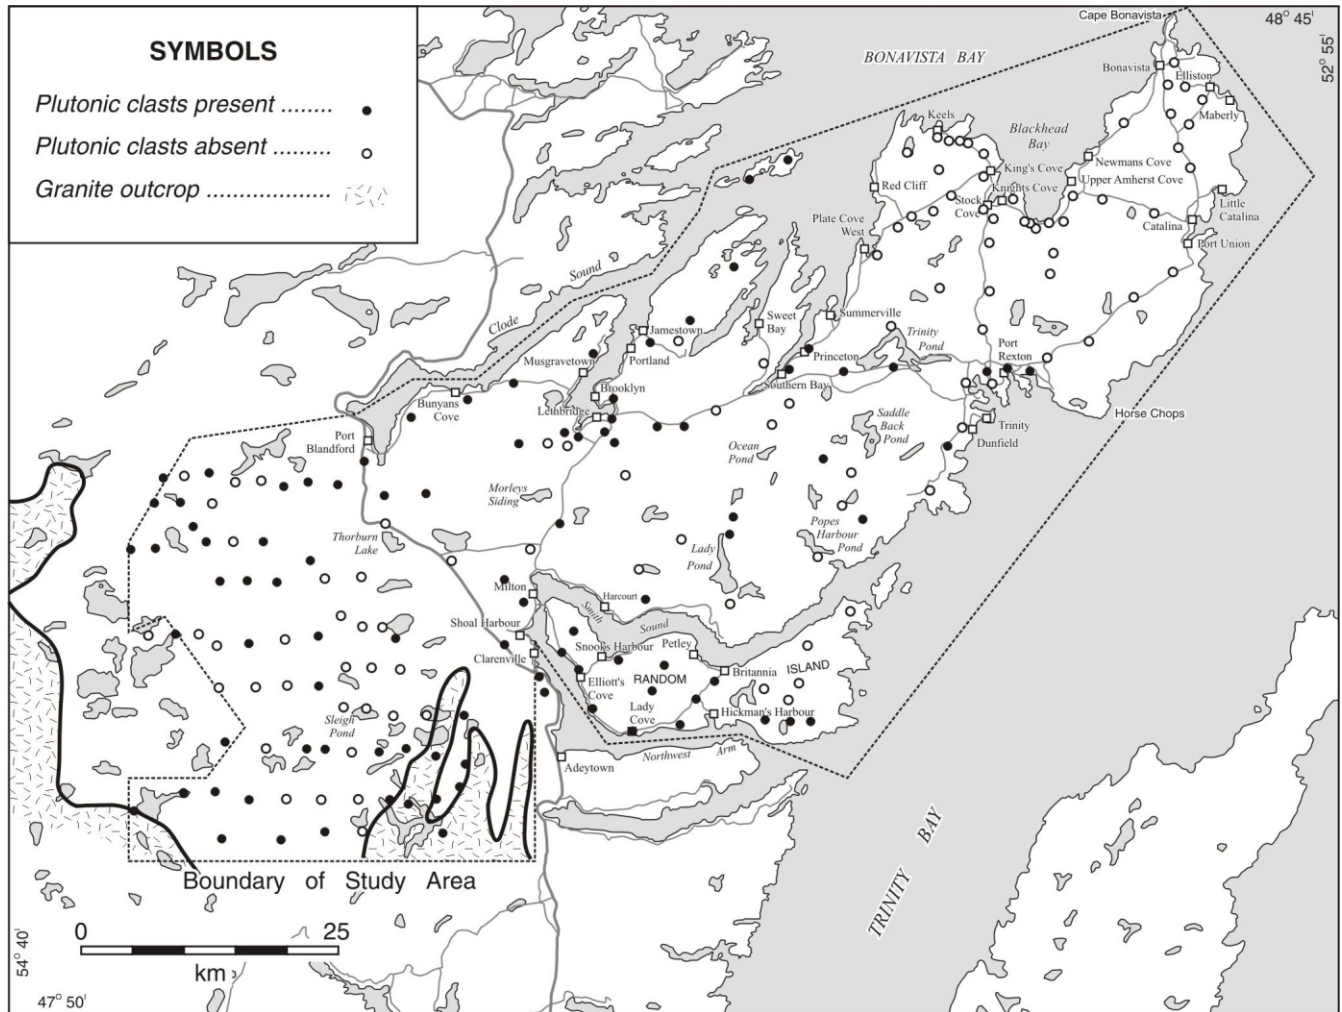 SYMBOLS
Plutonic clasts present ........
Plutonic clasts absent .........
Granite outcrop ...................
Cape Bonavista
48° 45'
52° 55'
BONAVISTA BAY
Bonavista
Elliston
Maberly
Keels
Blackhead
Bay
Newmans Cove
King's Cove
Upper Amherst Cove
Red Cliff
Knights Cove
Stock
Cove
Little
Catalina
Plate Cove
West
Catalina
Port Union
Sound
Clode
Summerville
Sweet
Bay
Jamestown
Trinity
Pond
Port
Rexton
Musgravetown
Portland
Princeton
Southern Bay
Brooklyn
Bunyans
Cove
Lethbridge
Horse Chops
Saddle
Back
Pond
Trinity
Dunfield
Port
Blandford
Ocean
Pond
Morleys
Siding
Popes
Harbour
Pond
Thorburn
Lake
Lady
Pond
Milton
Harcourt
Smith
Sound
Shoal Harbour
Snooks Harbour
Petley
Clarenville
Britannia
ISLAND
RANDOM
Elliott's
Cove
Lady
Cove
Hickman's Harbour
Sleigh
Pond
Northwest Arm
Adeytown
TRINITY BAY
Boundary of Study Area
0 25
km
54° 40'
47° 50'